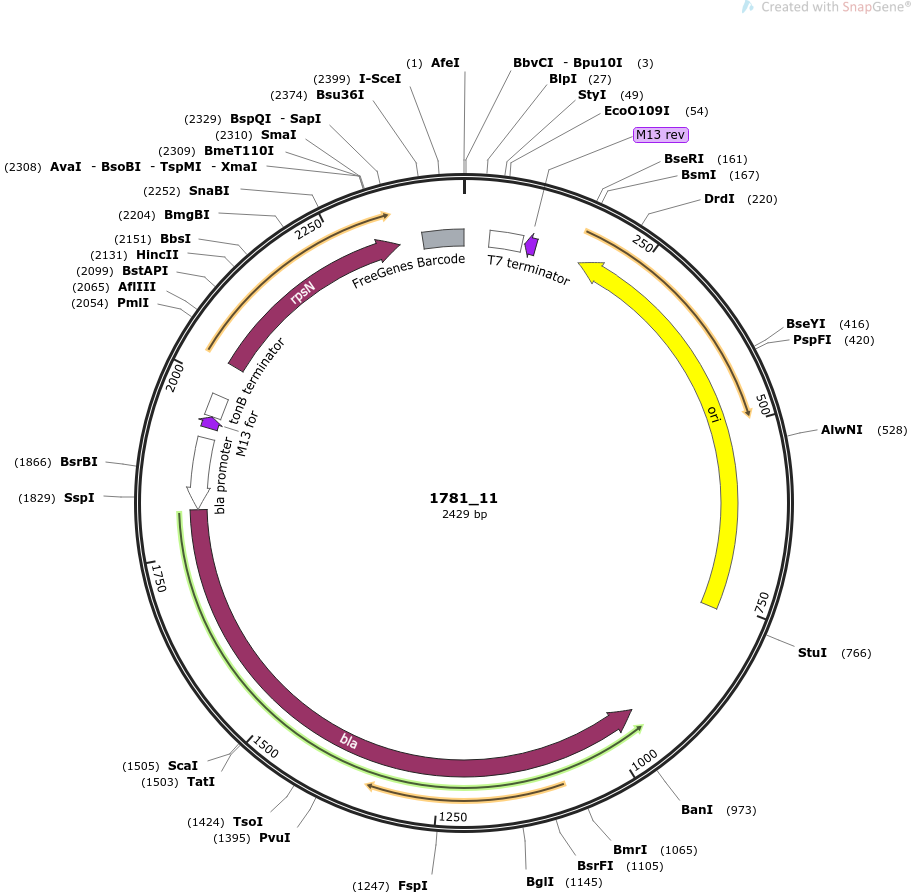 Created with SnapGene®
(1) AfeI
BbvCI - Bpu10I (3)
BlpI (27)
StyI (49)
EcoO109I (54)
M13 rev
BseRI (161)
BsmI (167)
DrdI (220)
BseYI (416)
PspFI (420)
AlwNI (528)
StuI (766)
BanI (973)
BmrI (1065)
BsrFI (1105)
BglI (1145)
(1247) FspI
(1395) PvuI
(1424) TsoI
(1503) TatI
(1505) ScaI
(1829) SspI
(1866) BsrBI
(2054) PmlI
(2065) AflIII
(2099) BstAPI
(2131) HincII
(2151) BbsI
(2204) BmgBI
(2252) SnaBI
(2308) AvaI - BsoBI - TspMI - XmaI
(2309) BmeT110I
(2310) SmaI
(2329) BspQI - SapI
(2374) Bsu36I
(2399) I-SceI
250
500
750
1000
1250
1500
1750
2000
2250
FreeGenes Barcode
T7 terminator
ori
bla
bla promoter
M13 for
tonB terminator
rpsN
1781_11
2429 bp